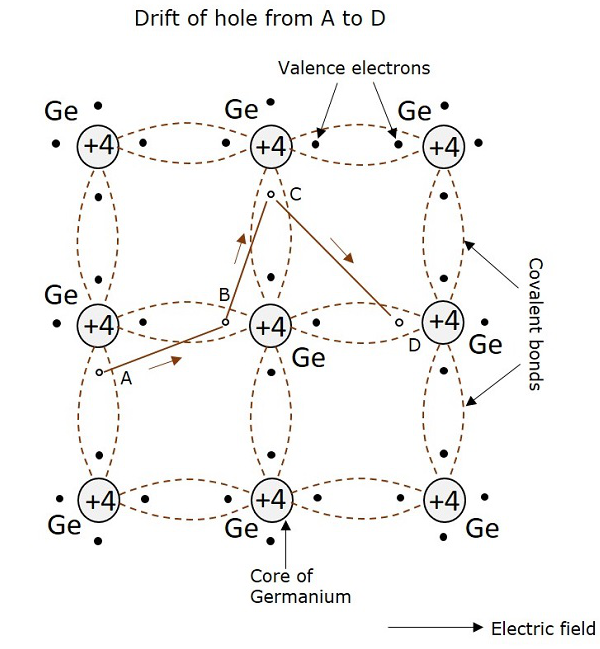 Drift of hole from A to D
Valence electrons
Ge
Ge
Ge
+4
+4
+4
C
Ge
B
+4
+4
+4
Ge
D
Ge
A
Covalent bonds
+4
+4
+4
Ge
Ge
Ge
Core of
Germanium
Electric field